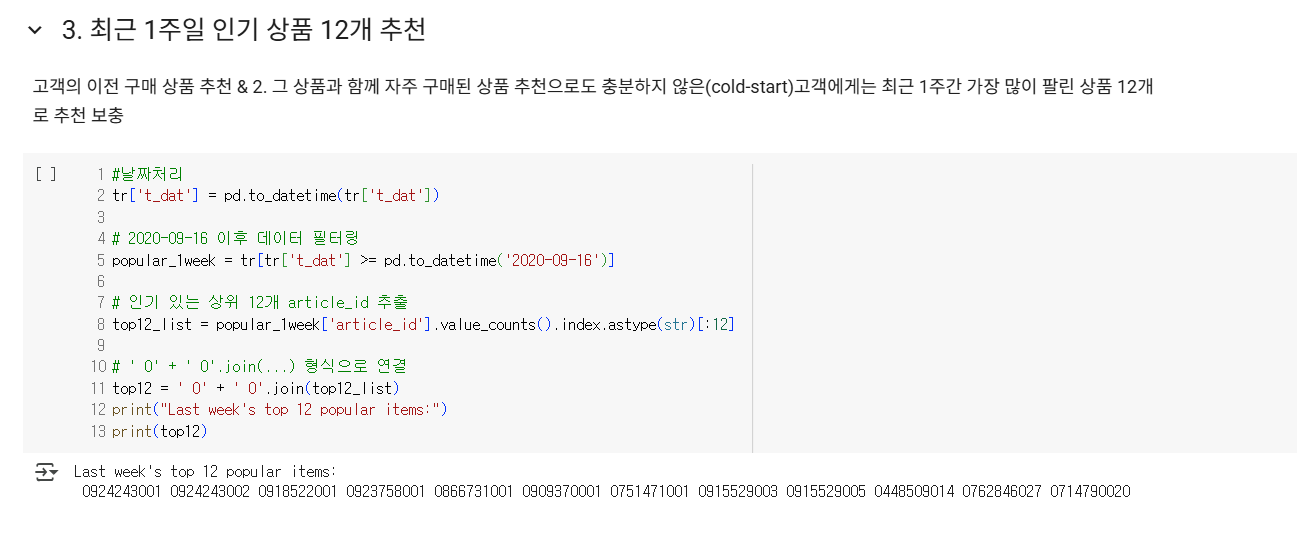 3. 최근 1주일 인기 상품 12개 추천
고객의 이전 구매 상품 추천 & 2. 그 상품과 함께 자주 구매된 상품 추천으로도 충분하지 않은(cold-start)고객에게는 최근 1주간 가장 많이 팔린 상품 12개
로 추천 보충
[ ]
1 #날짜처리
2 tr['t_dat'] = pd.to_datetime(tr['t_dat'])
3
4 # 2020-09-16 이후 데이터 필터링
5 popular_1week = tr[tr['t_dat'] >= pd.to_datetime('2020-09-16')]
6
7 # 인기 있는 상위 12개 article_id 추출
8 top12_list = popular_1week['article_id'].value_counts().index.astype(str)[:12]
9
10 # ' 0' + ' 0'.join(...) 형식으로 연결
11 top12 = ' 0' + ' 0'.join(top12_list)
12 print("Last week's top 12 popular items:")
13 print(top12)
Last week's top 12 popular items:
0924243001 0924243002 0918522001 0923758001 0866731001 0909370001 0751471001 0915529003 0915529005 0448509014 0762846027 0714790020